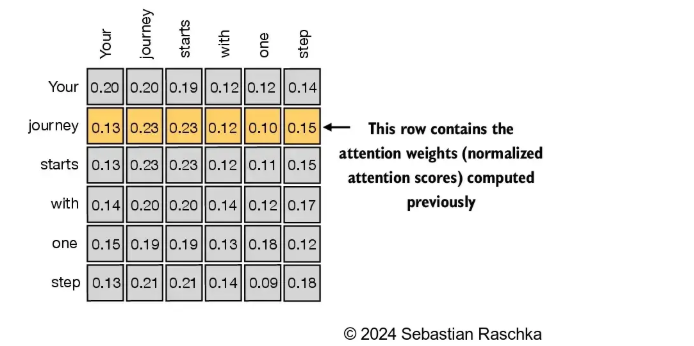 Your journey starts with one step
Your 0.20 0.20 0.19 0.12 0.12 0.14
journey 0.13 0.23 0.23 0.12 0.10 0.15
starts 0.13 0.23 0.23 0.12 0.11 0.15
with 0.14 0.20 0.20 0.14 0.12 0.17
one 0.15 0.19 0.19 0.13 0.18 0.12
step 0.13 0.21 0.21 0.14 0.09 0.18
This row contains the
attention weights (normalized
attention scores) computed
previously
© 2024 Sebastian Raschka